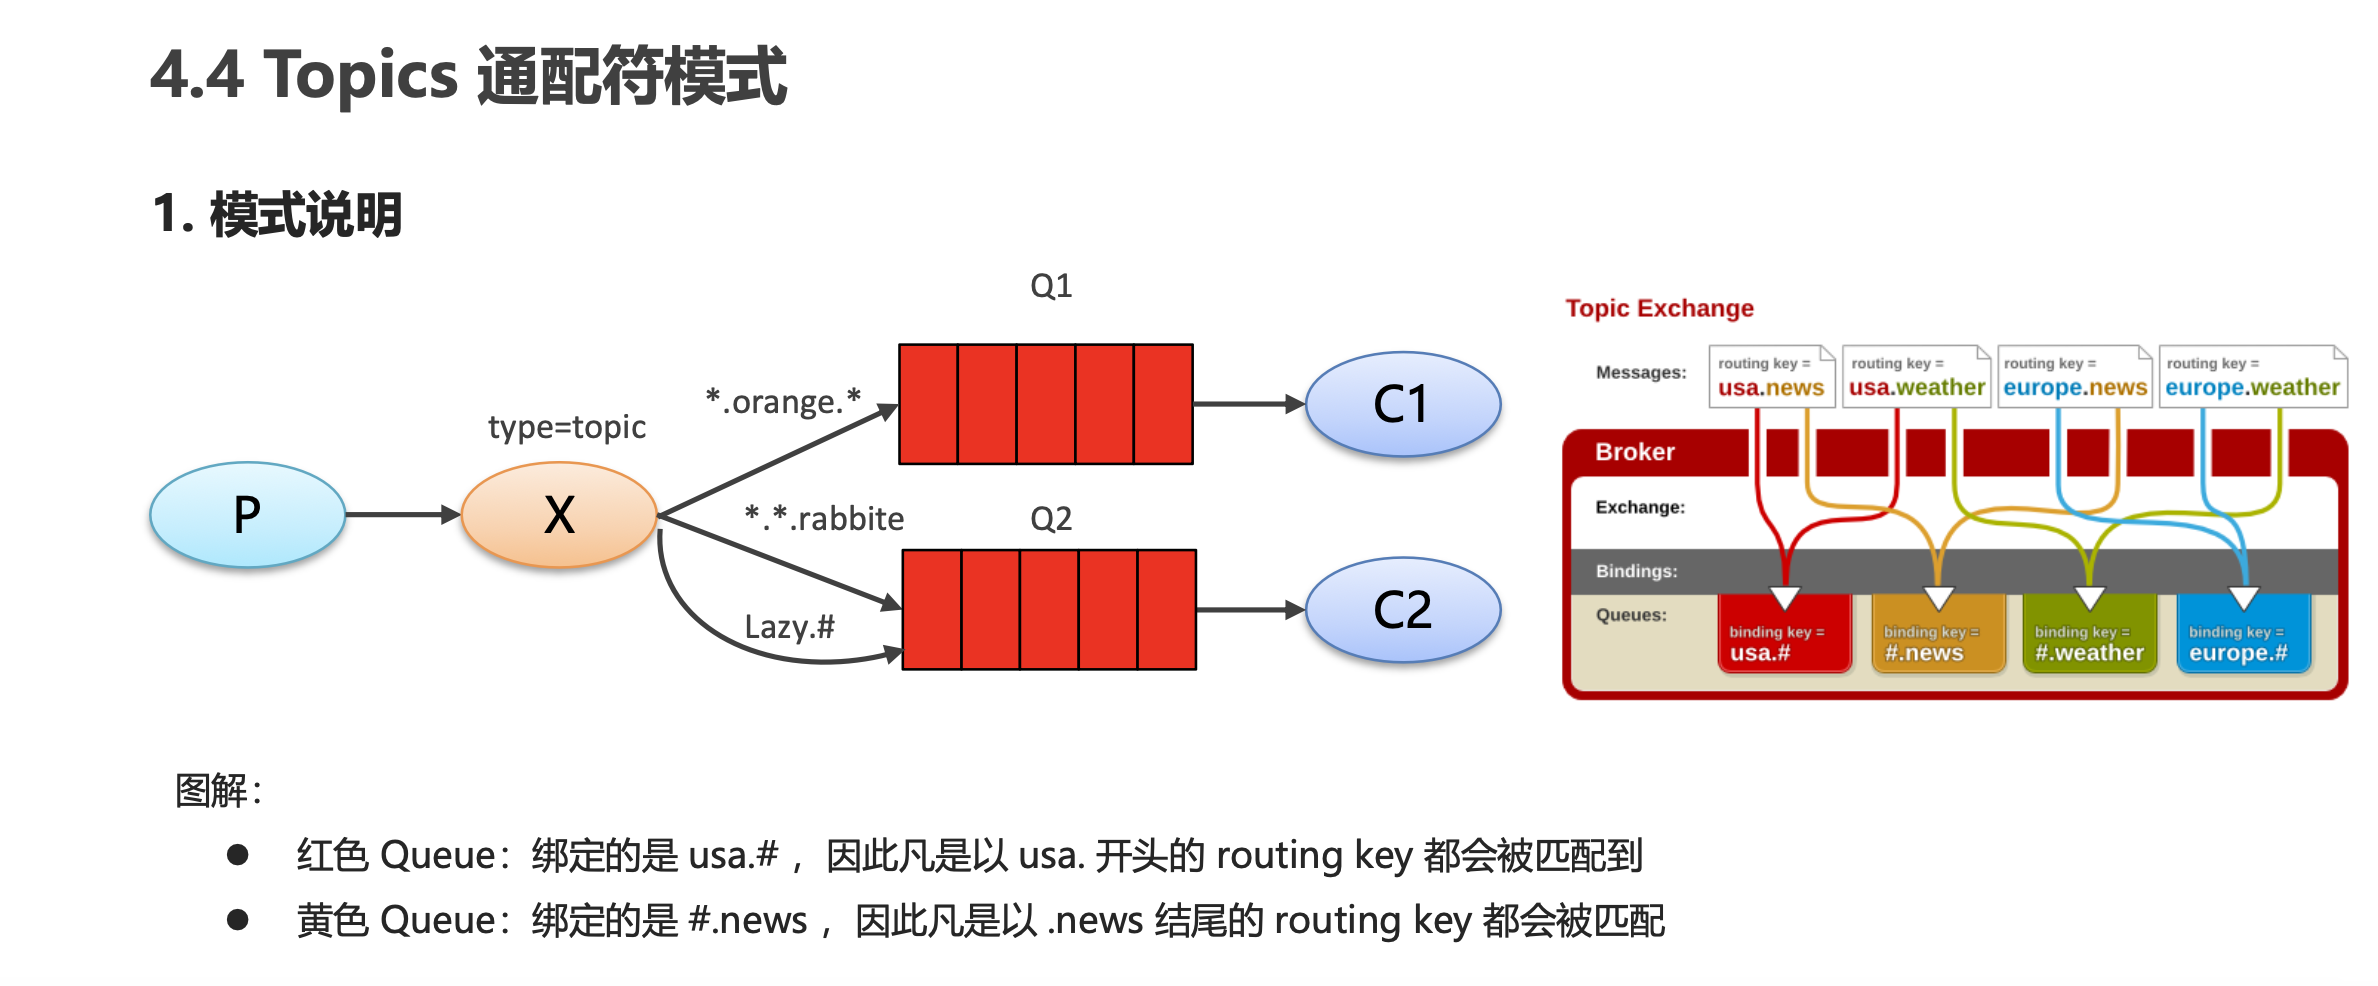 4.4 Topics 通配符模式
1. 模式说明
Q1
*.orange.*
type=topic
C1
P
X
*.*.rabbite
Q2
Lazy.#
C2
Topic Exchange
Messages:
routing key =
usa.news
routing key =
usa.weather
routing key =
europe.news
routing key =
europe.weather
Broker
Exchange:
Bindings:
Queues:
binding key =
usa.#
binding key =
#.news
binding key =
#.weather
binding key =
europe.#
图解：
● 红色 Queue：绑定的是 usa.# ，因此凡是以 usa. 开头的 routing key 都会被匹配到
● 黄色 Queue：绑定的是 #.news ，因此凡是以 .news 结尾的 routing key 都会被匹配